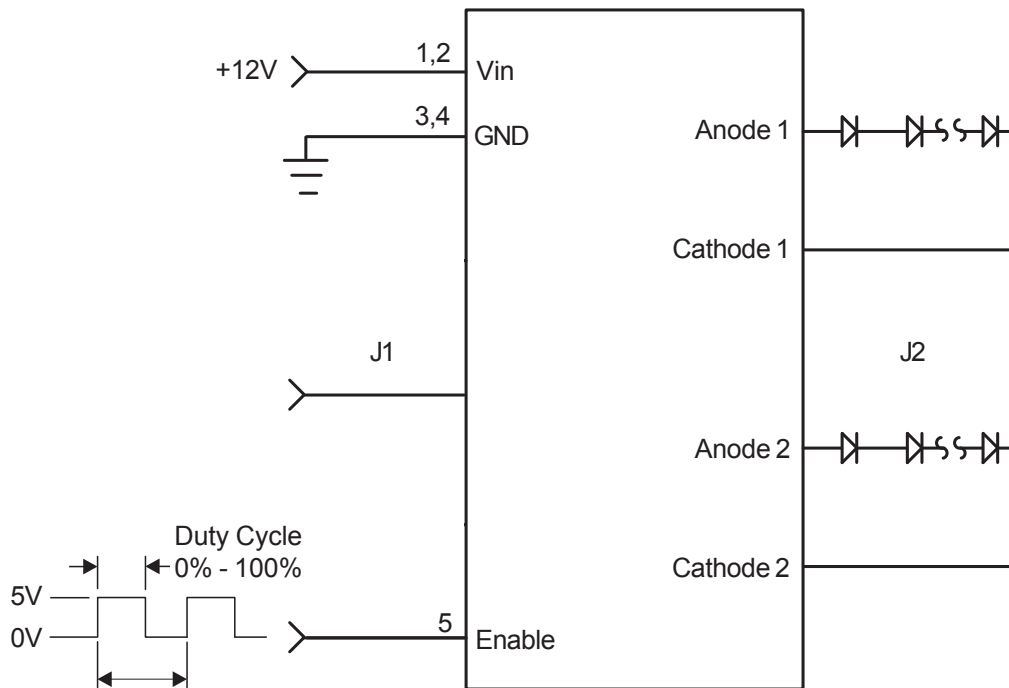 1,2
+12V
Vin
3,4
GND
Anode 1
Cathode 1
J1
J2
Anode 2
Duty Cycle
0% - 100%
Cathode 2
5V
0V
5
Enable